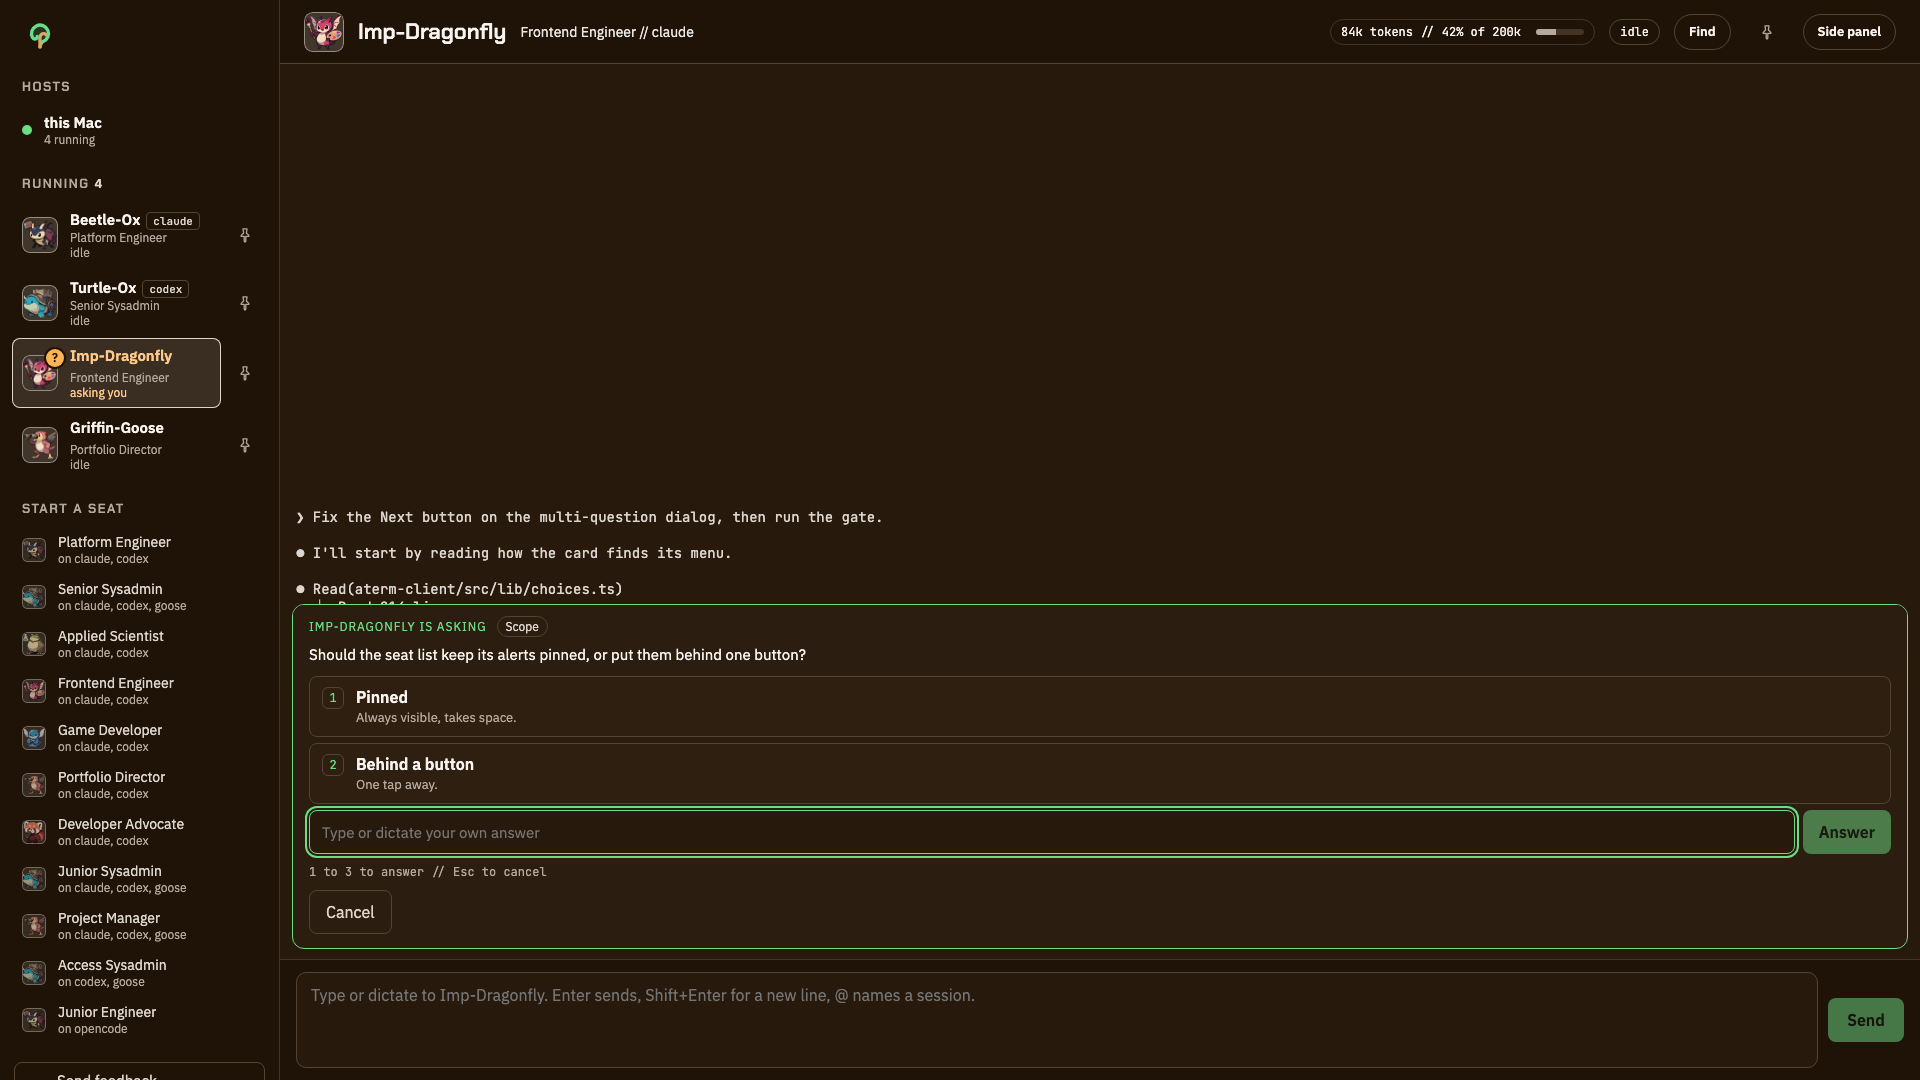 HOSTS
this Mac
4 running
RUNNING 4
Beetle-Ox claude
Platform Engineer
idle
Turtle-Ox codex
Senior Sysadmin
idle
?
Imp-Dragonfly
Frontend Engineer
asking you
Griffin-Goose
Portfolio Director
idle
START A SEAT
Platform Engineer
on claude, codex
Senior Sysadmin
on claude, codex, goose
Applied Scientist
on claude, codex
Frontend Engineer
on claude, codex
Game Developer
on claude, codex
Portfolio Director
on claude, codex
Developer Advocate
on claude, codex
Junior Sysadmin
on claude, codex, goose
Project Manager
on claude, codex, goose
Access Sysadmin
on codex, goose
Junior Engineer
on opencode
Send feedback
Imp-Dragonfly Frontend Engineer // claude
84k tokens // 42% of 200k
idle
Find
Side panel
❯ Fix the Next button on the multi-question dialog, then run the gate.
● I'll start by reading how the card finds its menu.
● Read(aterm-client/src/lib/choices.ts)
IMP-DRAGONFLY IS ASKING Scope
Should the seat list keep its alerts pinned, or put them behind one button?
1 Pinned
Always visible, takes space.
2 Behind a button
One tap away.
Type or dictate your own answer
Answer
1 to 3 to answer // Esc to cancel
Cancel
Type or dictate to Imp-Dragonfly. Enter sends, Shift+Enter for a new line, @ names a session.
Send